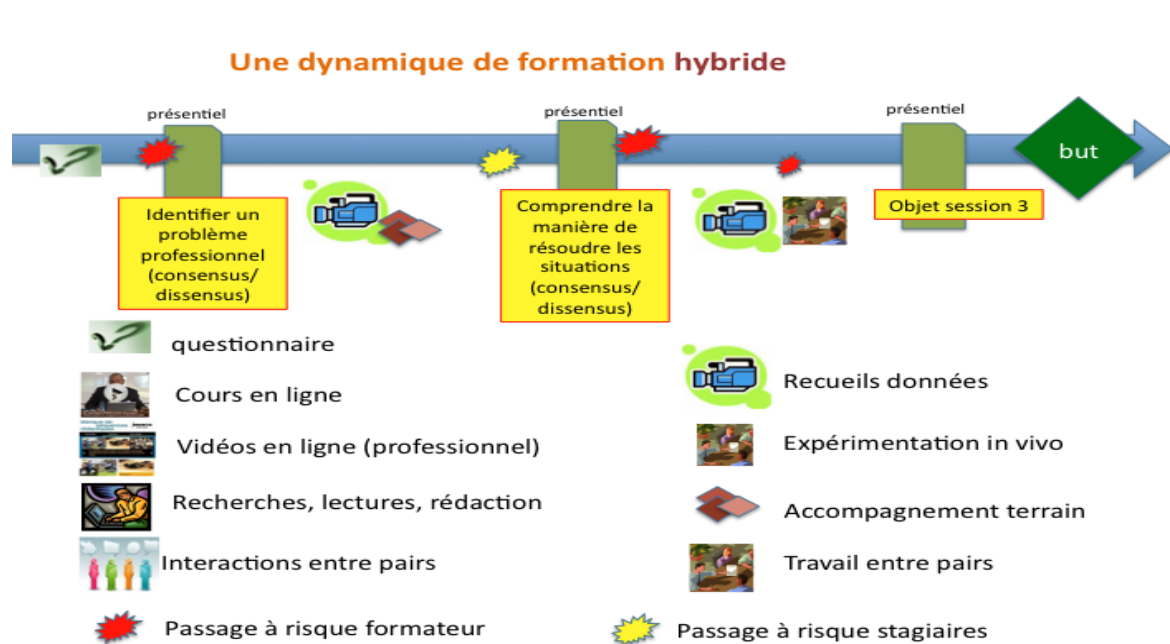 Une dynamique de formation hybride
présentiel
présentiel
présentiel
but
Identifier un
problème
professionnel
(consensus/
dissensus)
Comprendre la
manière de
résoudre les
situations
(consensus/
dissensus)
Objet session 3
questionnaire
Cours en ligne
Vidéos en ligne (professionnel)
Recherches, lectures, rédaction
Interactions entre pairs
Passage à risque formateur
Recueils données
Expérimentation in vivo
Accompagnement terrain
Travail entre pairs
Passage à risque stagiaires